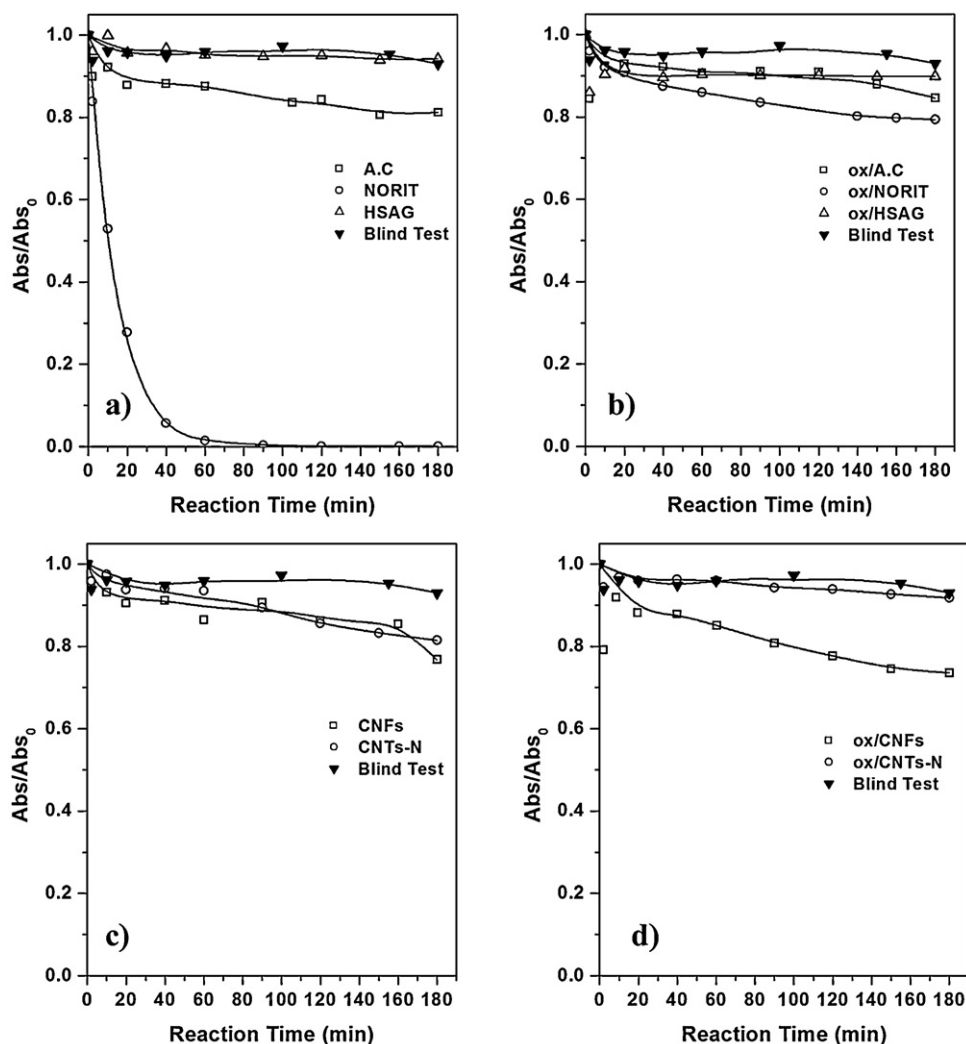 1.0
0.8
0.6
0.4
0.2
0.0
Abs/Abs₀
A.C
NORIT
HSAG
Blind Test
a)
0 20 40 60 80 100 120 140 160 180
Reaction Time (min)
1.0
0.8
0.6
0.4
0.2
0.0
Abs/Abs₀
ox/A.C
ox/NORIT
ox/HSAG
Blind Test
b)
0 20 40 60 80 100 120 140 160 180
Reaction Time (min)
1.0
0.8
0.6
0.4
0.2
0.0
Abs/Abs₀
CNFs
CNTs-N
Blind Test
c)
0 20 40 60 80 100 120 140 160 180
Reaction Time (min)
1.0
0.8
0.6
0.4
0.2
0.0
Abs/Abs₀
ox/CNFs
ox/CNTs-N
Blind Test
d)
0 20 40 60 80 100 120 140 160 180
Reaction Time (min)